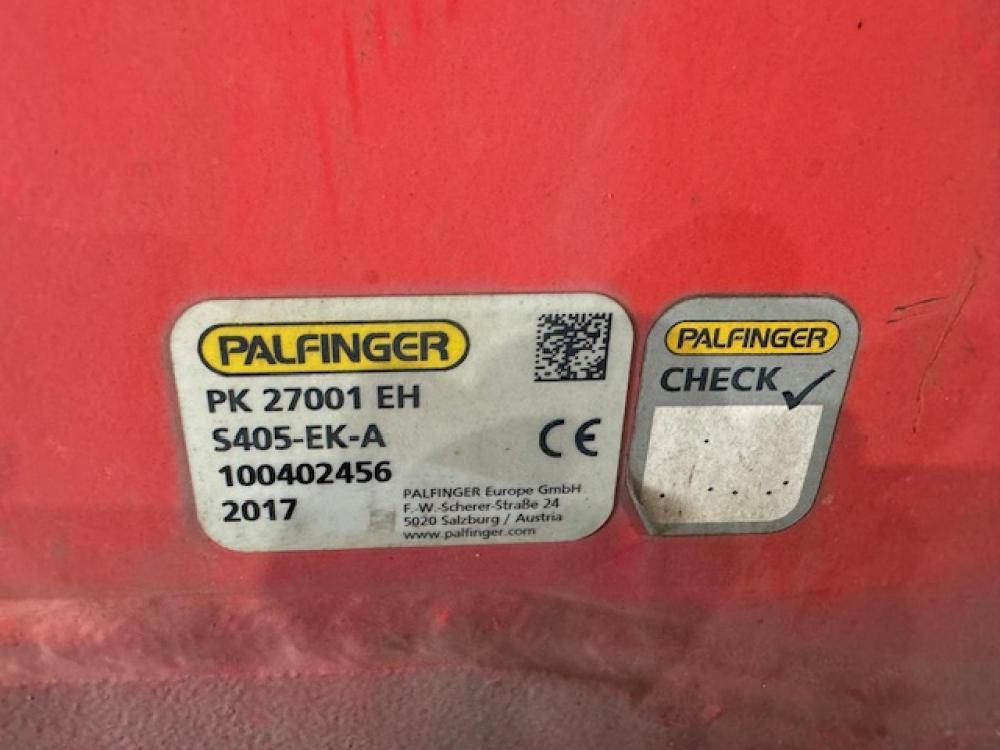 PALFINGER
PK 27001 EH
S405-EK-A
100402456
2017
CE
PALFINGER Europe GmbH
F.-W.-Scherer-Straße 24
5020 Salzburg / Austria
www.palfinger.com
PALFINGER
CHECK